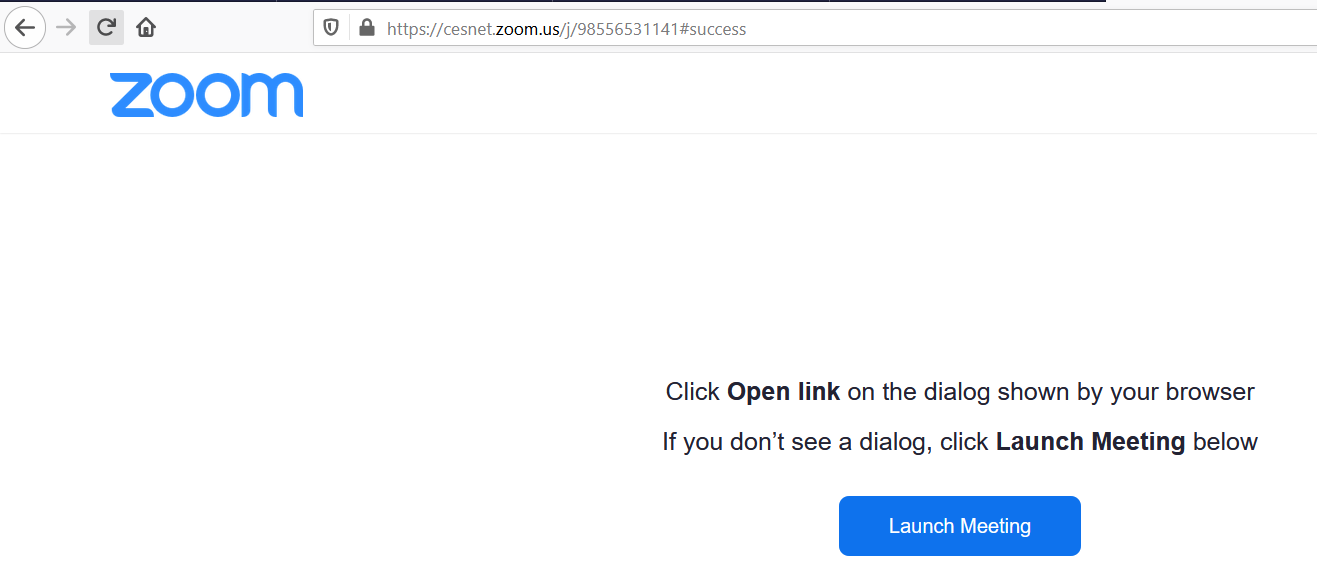 https://cesnet.zoom.us/j/98556531141#success
zoom
Click Open link on the dialog shown by your browser
If you don’t see a dialog, click Launch Meeting below
Launch Meeting